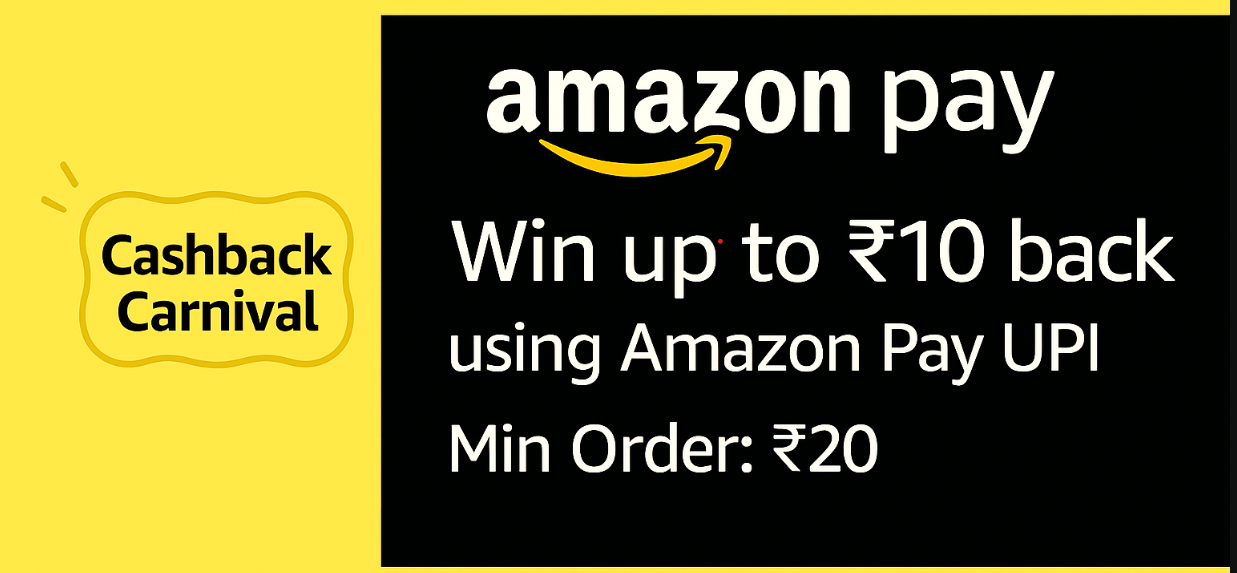 Cashback
Carnival
amazon pay
Win up to ₹10 back
using Amazon Pay UPI
Min Order: ₹20